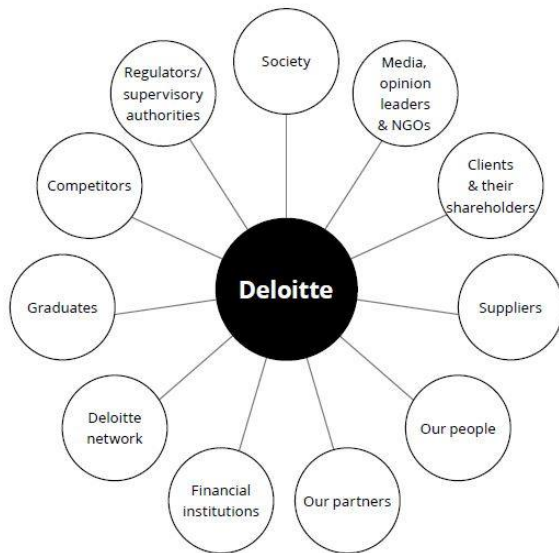 Society
Media,
opinion
leaders
& NGOs
Clients
& their
shareholders
Suppliers
Our people
Our partners
Financial
institutions
Deloitte
network
Graduates
Competitors
Regulators/
supervisory
authorities
Deloitte